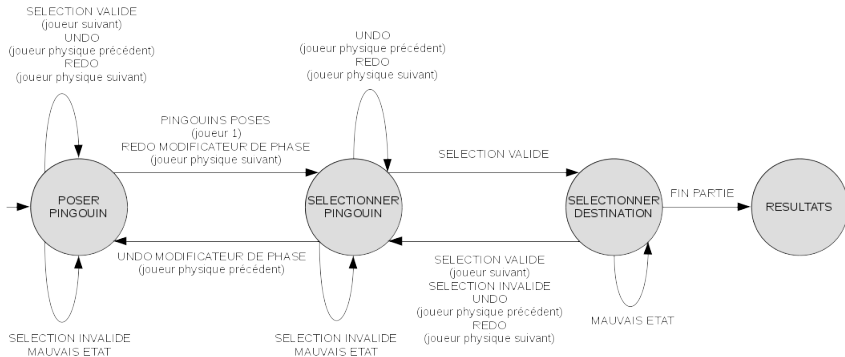 SELECTION VALIDE
(joueur suivant)
UNDO
(joueur physique précédent)
REDO
(joueur physique suivant)
UNDO
(joueur physique précédent)
REDO
(joueur physique suivant)
PINGOUINS POSES
(joueur 1)
REDO MODIFICATEUR DE PHASE
(joueur physique suivant)
SELECTION VALIDE
POSER
PINGOUIN
SELECTIONNER
PINGOUIN
SELECTIONNER
DESTINATION
FIN PARTIE
RESULTATS
UNDO MODIFICATEUR DE PHASE
(joueur physique précédent)
SELECTION VALIDE
(joueur suivant)
SELECTION INVALIDE
UNDO
(joueur physique précédent)
REDO
(joueur physique suivant)
MAUVAIS ETAT
SELECTION INVALIDE
MAUVAIS ETAT
SELECTION INVALIDE
MAUVAIS ETAT